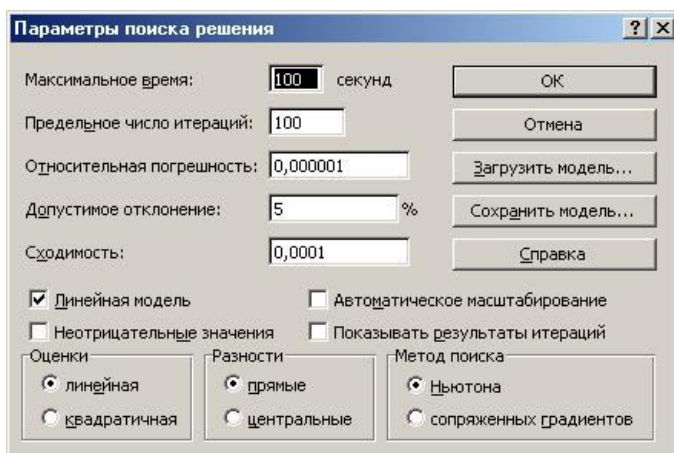 Параметры поиска решения
Максимальное время: 100 секунд OK
Предельное число итераций: 100 Отмена
Относительная погрешность: 0,000001 Загрузить модель...
Допустимое отклонение: 5 % Сохранить модель...
Сходимость: 0,0001 Справка
Линейная модель Автоматическое масштабирование
Неотрицательные значения Показывать результаты итераций
Оценки Разности Метод поиска
линейная прямые Ньютона
квадратичная центральные сопряженных градиентов